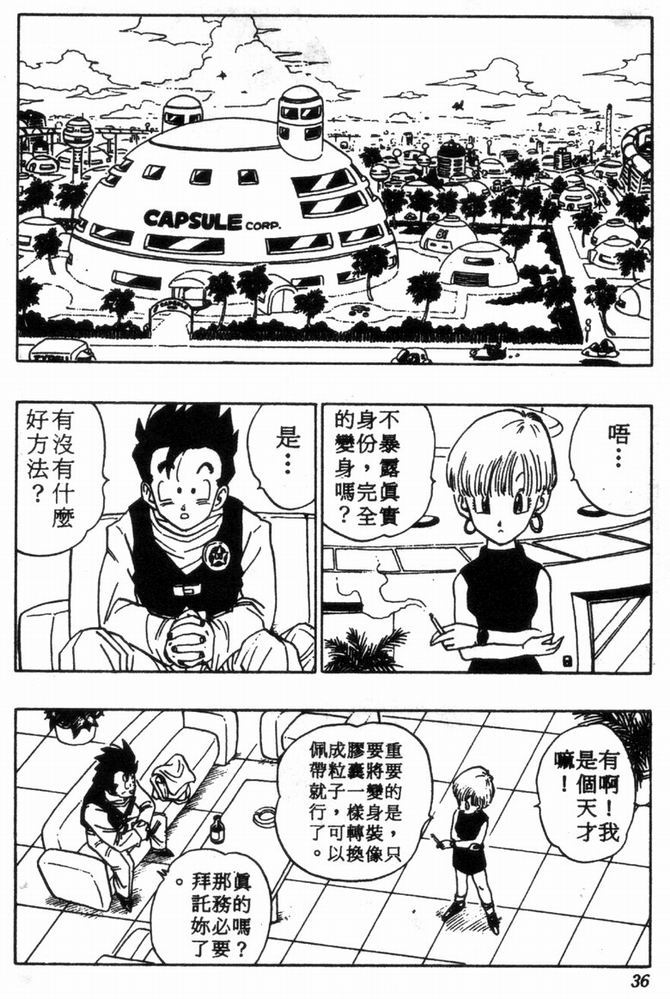 CAPSULE CORP.
唔…
不暴露眞實
身份，完全
的變身嗎？
是…
有沒有什麼
好方法？
有啊！我
是個天才
嘛！
重要的是，只
要將變身裝像
膠囊一樣轉換
成粒子，可以
佩帶就行了。
眞的嗎？
那務必要
拜託妳了
。
36